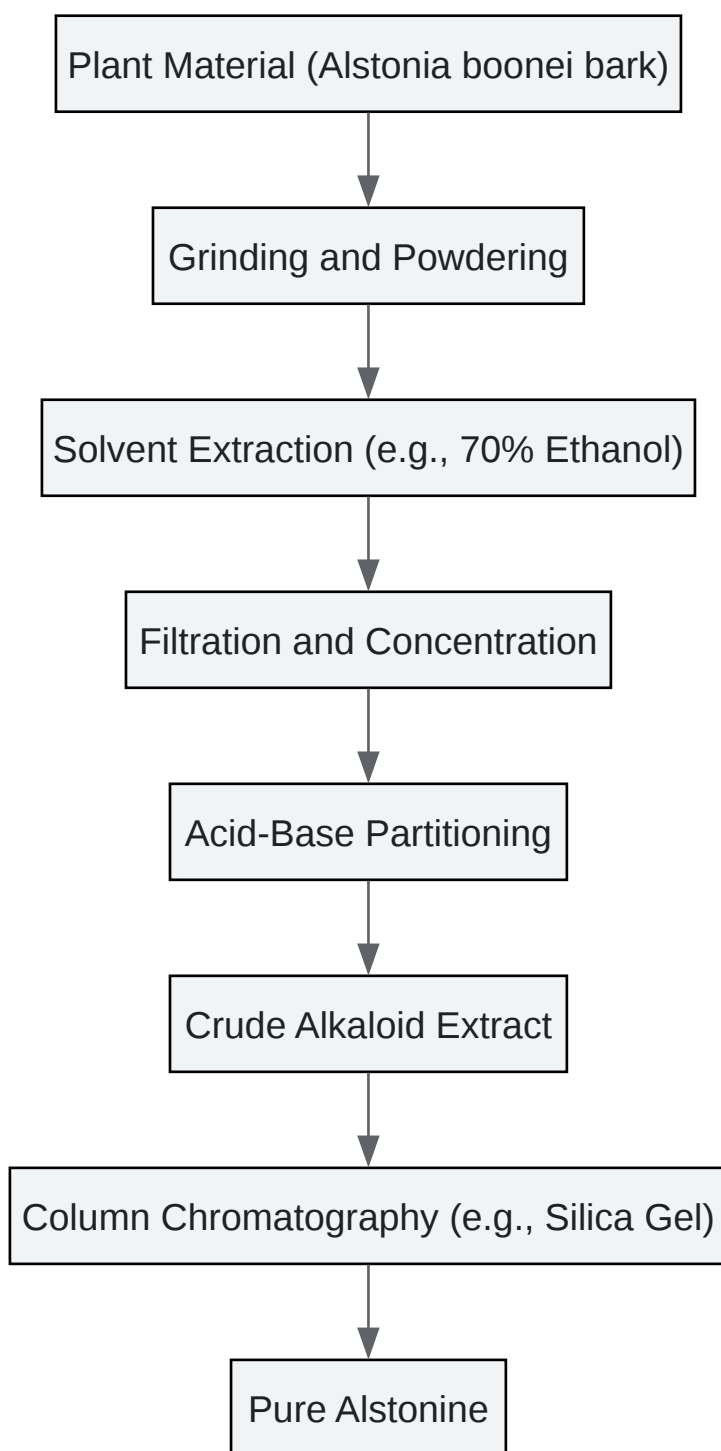 Plant Material (Alstonia boonei bark)
Grinding and Powdering
Solvent Extraction (e.g., 70% Ethanol)
Filtration and Concentration
Acid-Base Partitioning
Crude Alkaloid Extract
Column Chromatography (e.g., Silica Gel)
Pure Alstonine